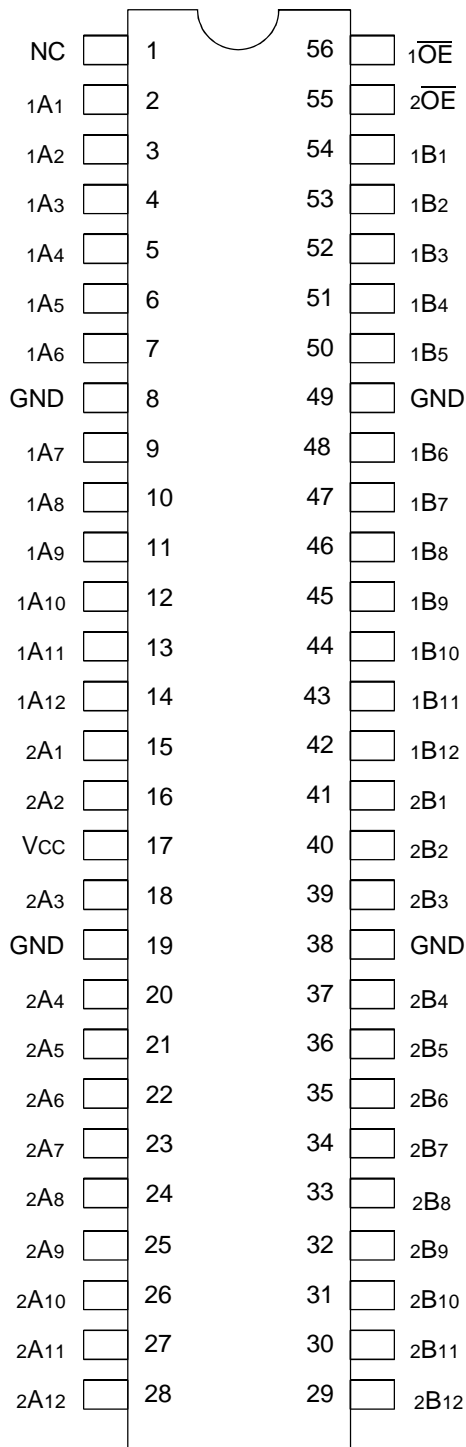 NC 1 56 1O̅E̅
1A1 2 55 2O̅E̅
1A2 3 54 1B1
1A3 4 53 1B2
1A4 5 52 1B3
1A5 6 51 1B4
1A6 7 50 1B5
GND 8 49 GND
1A7 9 48 1B6
1A8 10 47 1B7
1A9 11 46 1B8
1A10 12 45 1B9
1A11 13 44 1B10
1A12 14 43 1B11
2A1 15 42 1B12
2A2 16 41 2B1
VCC 17 40 2B2
2A3 18 39 2B3
GND 19 38 GND
2A4 20 37 2B4
2A5 21 36 2B5
2A6 22 35 2B6
2A7 23 34 2B7
2A8 24 33 2B8
2A9 25 32 2B9
2A10 26 31 2B10
2A11 27 30 2B11
2A12 28 29 2B12